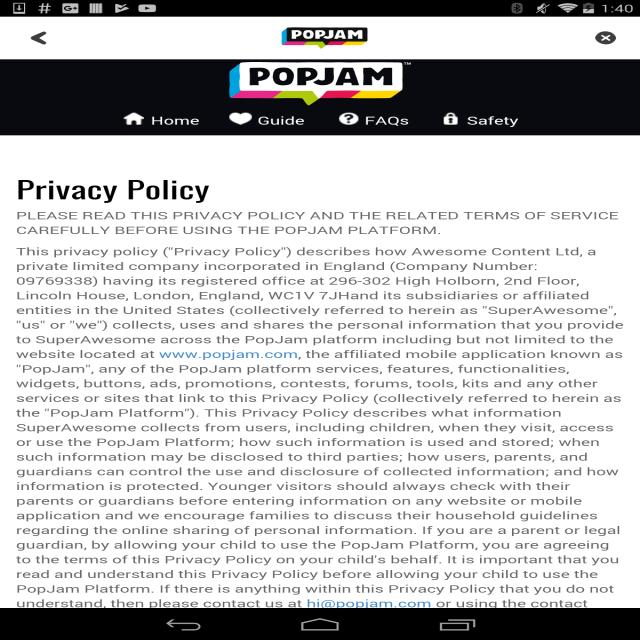 1:40
POPJAM
POPJAM™
Home Guide FAQs Safety
Privacy Policy
PLEASE READ THIS PRIVACY POLICY AND THE RELATED TERMS OF SERVICE
CAREFULLY BEFORE USING THE POPJAM PLATFORM.
This privacy policy ("Privacy Policy") describes how Awesome Content Ltd, a
private limited company incorporated in England (Company Number:
09769338) having its registered office at 296-302 High Holborn, 2nd Floor,
Lincoln House, London, England, WC1V 7JHand its subsidiaries or affiliated
entities in the United States (collectively referred to herein as "SuperAwesome",
"us" or "we") collects, uses and shares the personal information that you provide
to SuperAwesome across the PopJam platform including but not limited to the
website located at www.popjam.com, the affiliated mobile application known as
"PopJam", any of the PopJam platform services, features, functionalities,
widgets, buttons, ads, promotions, contests, forums, tools, kits and any other
services or sites that link to this Privacy Policy (collectively referred to herein as
the “PopJam Platform”). This Privacy Policy describes what information
SuperAwesome collects from users, including children, when they visit, access
or use the PopJam Platform; how such information is used and stored; when
such information may be disclosed to third parties; how users, parents, and
guardians can control the use and disclosure of collected information; and how
information is protected. Younger visitors should always check with their
parents or guardians before entering information on any website or mobile
application and we encourage families to discuss their household guidelines
regarding the online sharing of personal information. If you are a parent or legal
guardian, by allowing your child to use the PopJam Platform, you are agreeing
to the terms of this Privacy Policy on your child's behalf. It is important that you
read and understand this Privacy Policy before allowing your child to use the
PopJam Platform. If there is anything within this Privacy Policy that you do not
understand, then please contact us at hi@popjam.com or using the contact